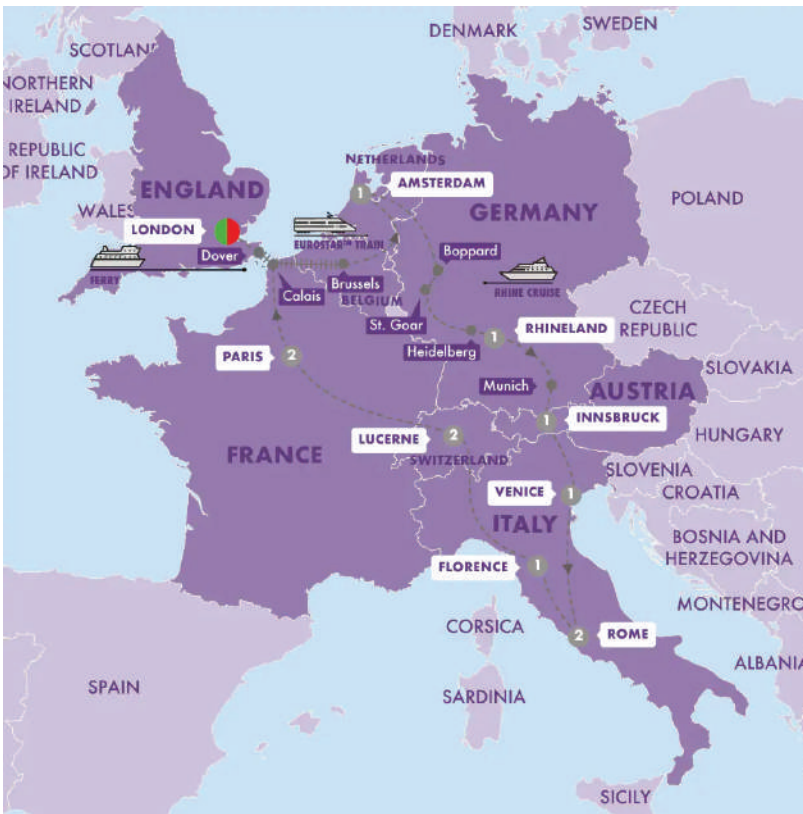 DENMARK
SWEDEN
SCOTLAND
NORTHERN
IRELAND
REPUBLIC
OF IRELAND
NETHERLANDS
1
AMSTERDAM
ENGLAND
WALES
GERMANY
POLAND
LONDON
EUROSTAR™ TRAIN
Dover
Boppard
FERRY
Brussels
RHINE CRUISE
Calais
BELGIUM
CZECH
REPUBLIC
St. Goar
1
RHINELAND
Heidelberg
PARIS
2
SLOVAKIA
Munich
AUSTRIA
1
INNSBRUCK
LUCERNE
2
HUNGARY
FRANCE
SWITZERLAND
SLOVENIA
VENICE
1
CROATIA
ITALY
BOSNIA AND
HERZEGOVINA
FLORENCE
1
MONTENEGRO
CORSICA
2
ROME
ALBANIA
SPAIN
SARDINIA
SICILY